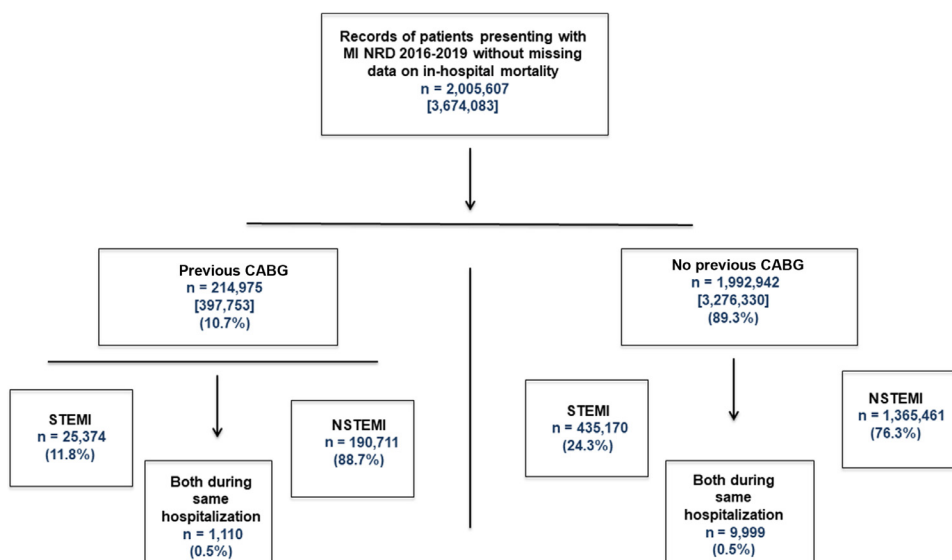 Records of patients presenting with
MI NRD 2016-2019 without missing
data on in-hospital mortality
n = 2,005,607
[3,674,083]
Previous CABG
n = 214,975
[397,753]
(10.7%)
No previous CABG
n = 1,992,942
[3,276,330]
(89.3%)
STEMI
n = 25,374
(11.8%)
NSTEMI
n = 190,711
(88.7%)
Both during
same
hospitalization
n = 1,110
(0.5%)
STEMI
n = 435,170
(24.3%)
NSTEMI
n = 1,365,461
(76.3%)
Both during
same
hospitalization
n = 9,999
(0.5%)